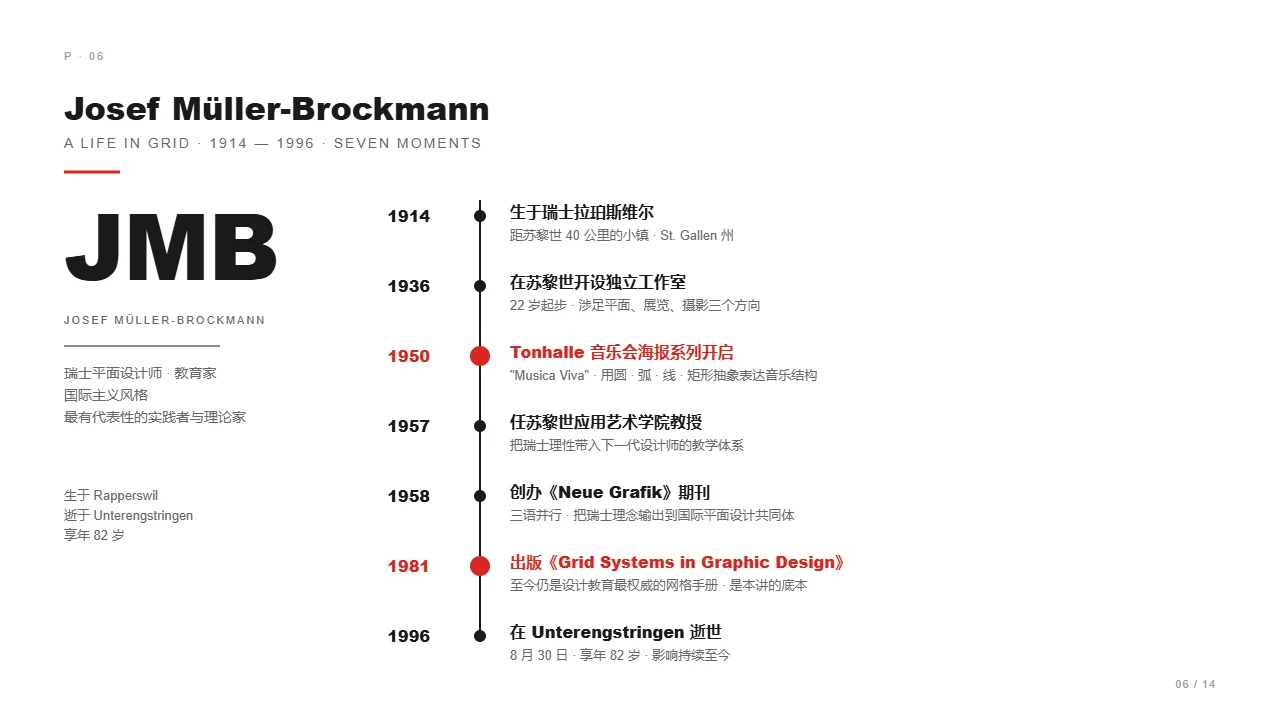 P · 06
Josef Müller-Brockmann
A LIFE IN GRID · 1914 — 1996 · SEVEN MOMENTS
JMB
JOSEF MÜLLER-BROCKMANN
瑞士平面设计师 · 教育家
国际主义风格
最有代表性的实践者与理论家
生于 Rapperswil
逝于 Unterengstringen
享年 82 岁
1914
生于瑞士拉珀斯维尔
距苏黎世 40 公里的小镇 · St. Gallen 州
1936
在苏黎世开设独立工作室
22 岁起步 · 涉足平面、展览、摄影三个方向
1950
Tonhalle 音乐会海报系列开启
"Musica Viva" · 用圆 · 弧 · 线 · 矩形抽象表达音乐结构
1957
任苏黎世应用艺术学院教授
把瑞士理性带入下一代设计师的教学体系
1958
创办《Neue Grafik》期刊
三语并行 · 把瑞士理念输出到国际平面设计共同体
1981
出版《Grid Systems in Graphic Design》
至今仍是设计教育最权威的网格手册 · 是本讲的底本
1996
在 Unterengstringen 逝世
8 月 30 日 · 享年 82 岁 · 影响持续至今
06 / 14